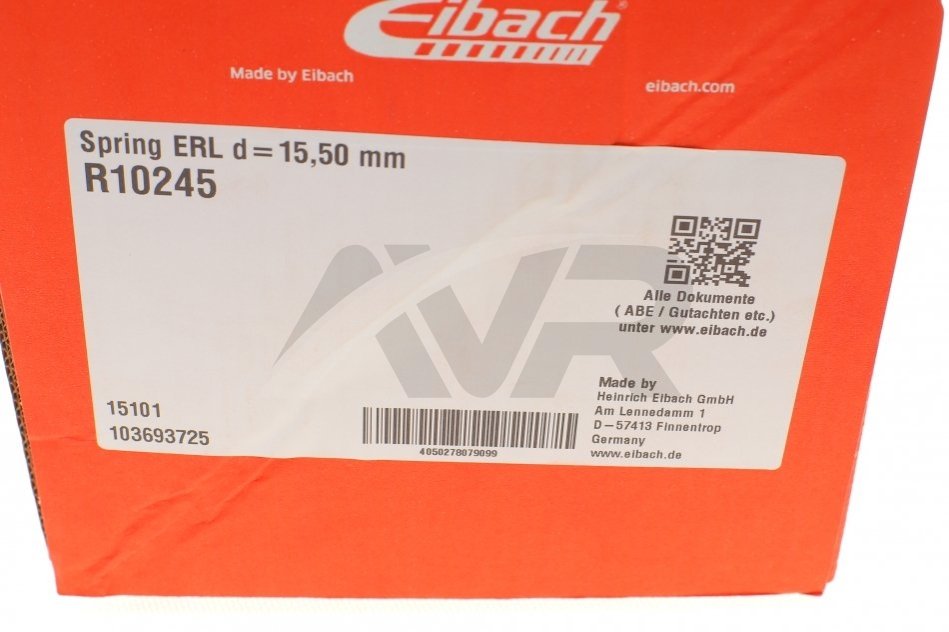 Eibach®
Made by Eibach
eibach.com
Spring ERL d=15,50 mm
R10245
AVR
Alle Dokumente
( ABE / Gutachten etc.)
unter www.eibach.de
15101
103693725
4050278079099
Made by
Heinrich Eibach GmbH
Am Lennedamm 1
D-57413 Finnentrop
Germany
www.eibach.de